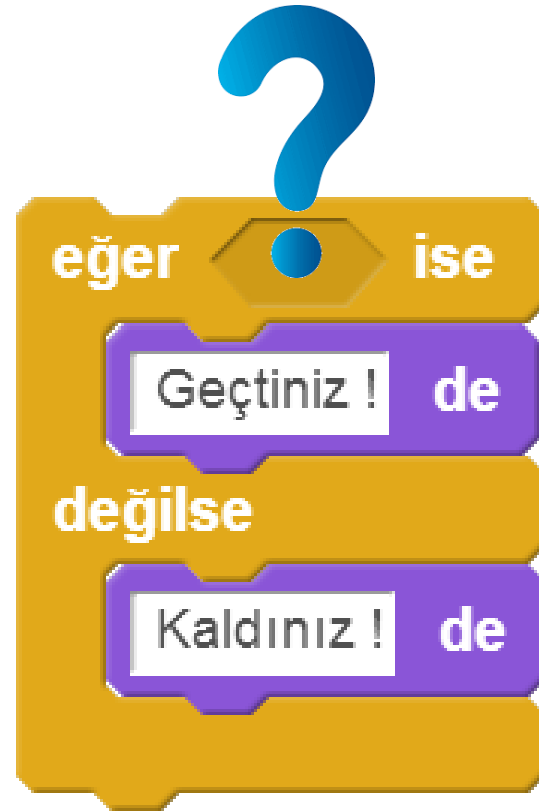 ?
eğer ise
Geçtiniz ! de
değilse
Kaldınız ! de